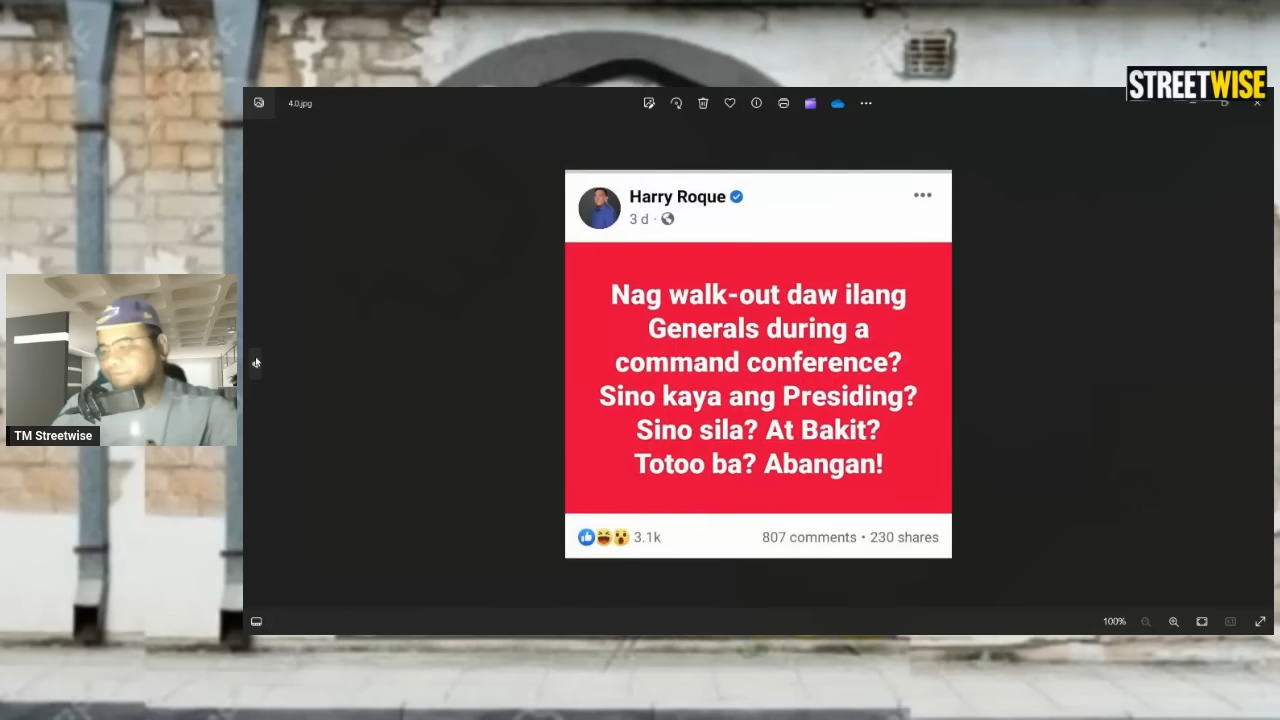 STREETWISE
4.0.jpg
Harry Roque
3 d ·
Nag walk-out daw ilang
Generals during a
command conference?
Sino kaya ang Presiding?
Sino sila? At Bakit?
Totoo ba? Abangan!
3.1k 807 comments • 230 shares
TM Streetwise
100%